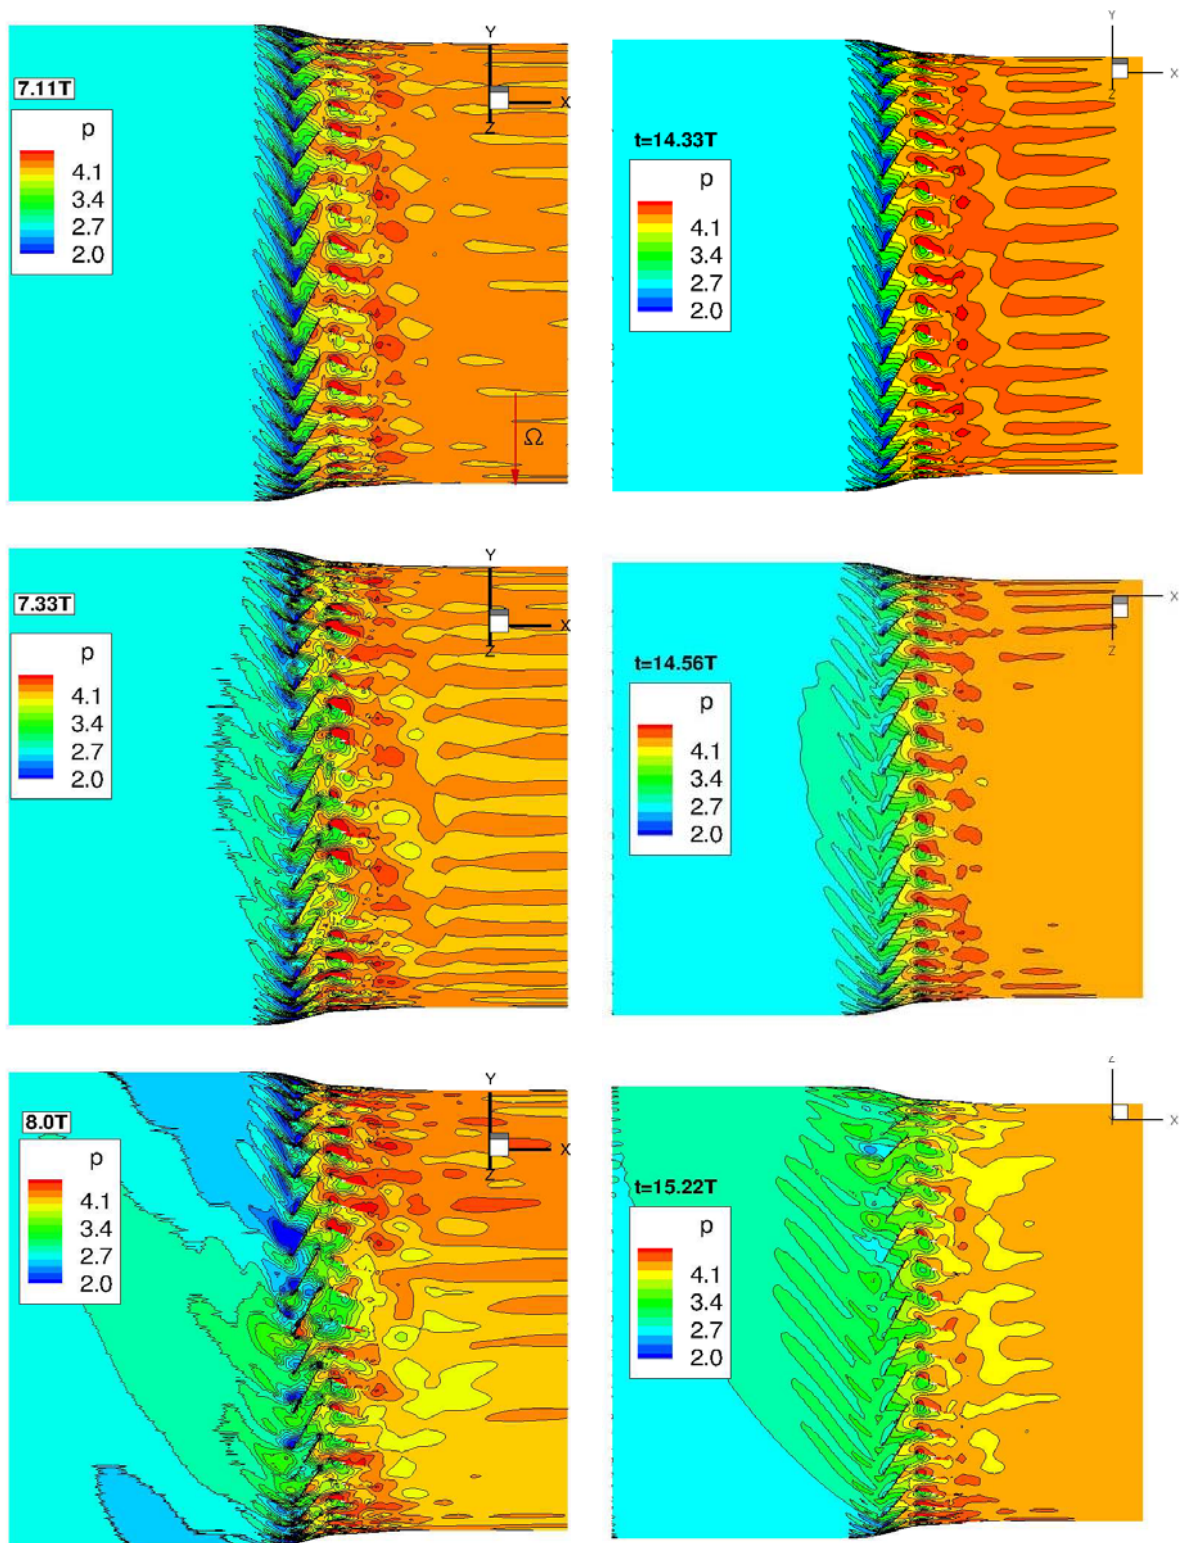 Y
7.11T
X
Z
p
4.1
3.4
2.7
2.0
Ω
Y
X
Z
t=14.33T
p
4.1
3.4
2.7
2.0
Y
7.33T
X
Z
p
4.1
3.4
2.7
2.0
X
Z
t=14.56T
p
4.1
3.4
2.7
2.0
Y
8.0T
X
Z
p
4.1
3.4
2.7
2.0
Z
X
Y
t=15.22T
p
4.1
3.4
2.7
2.0